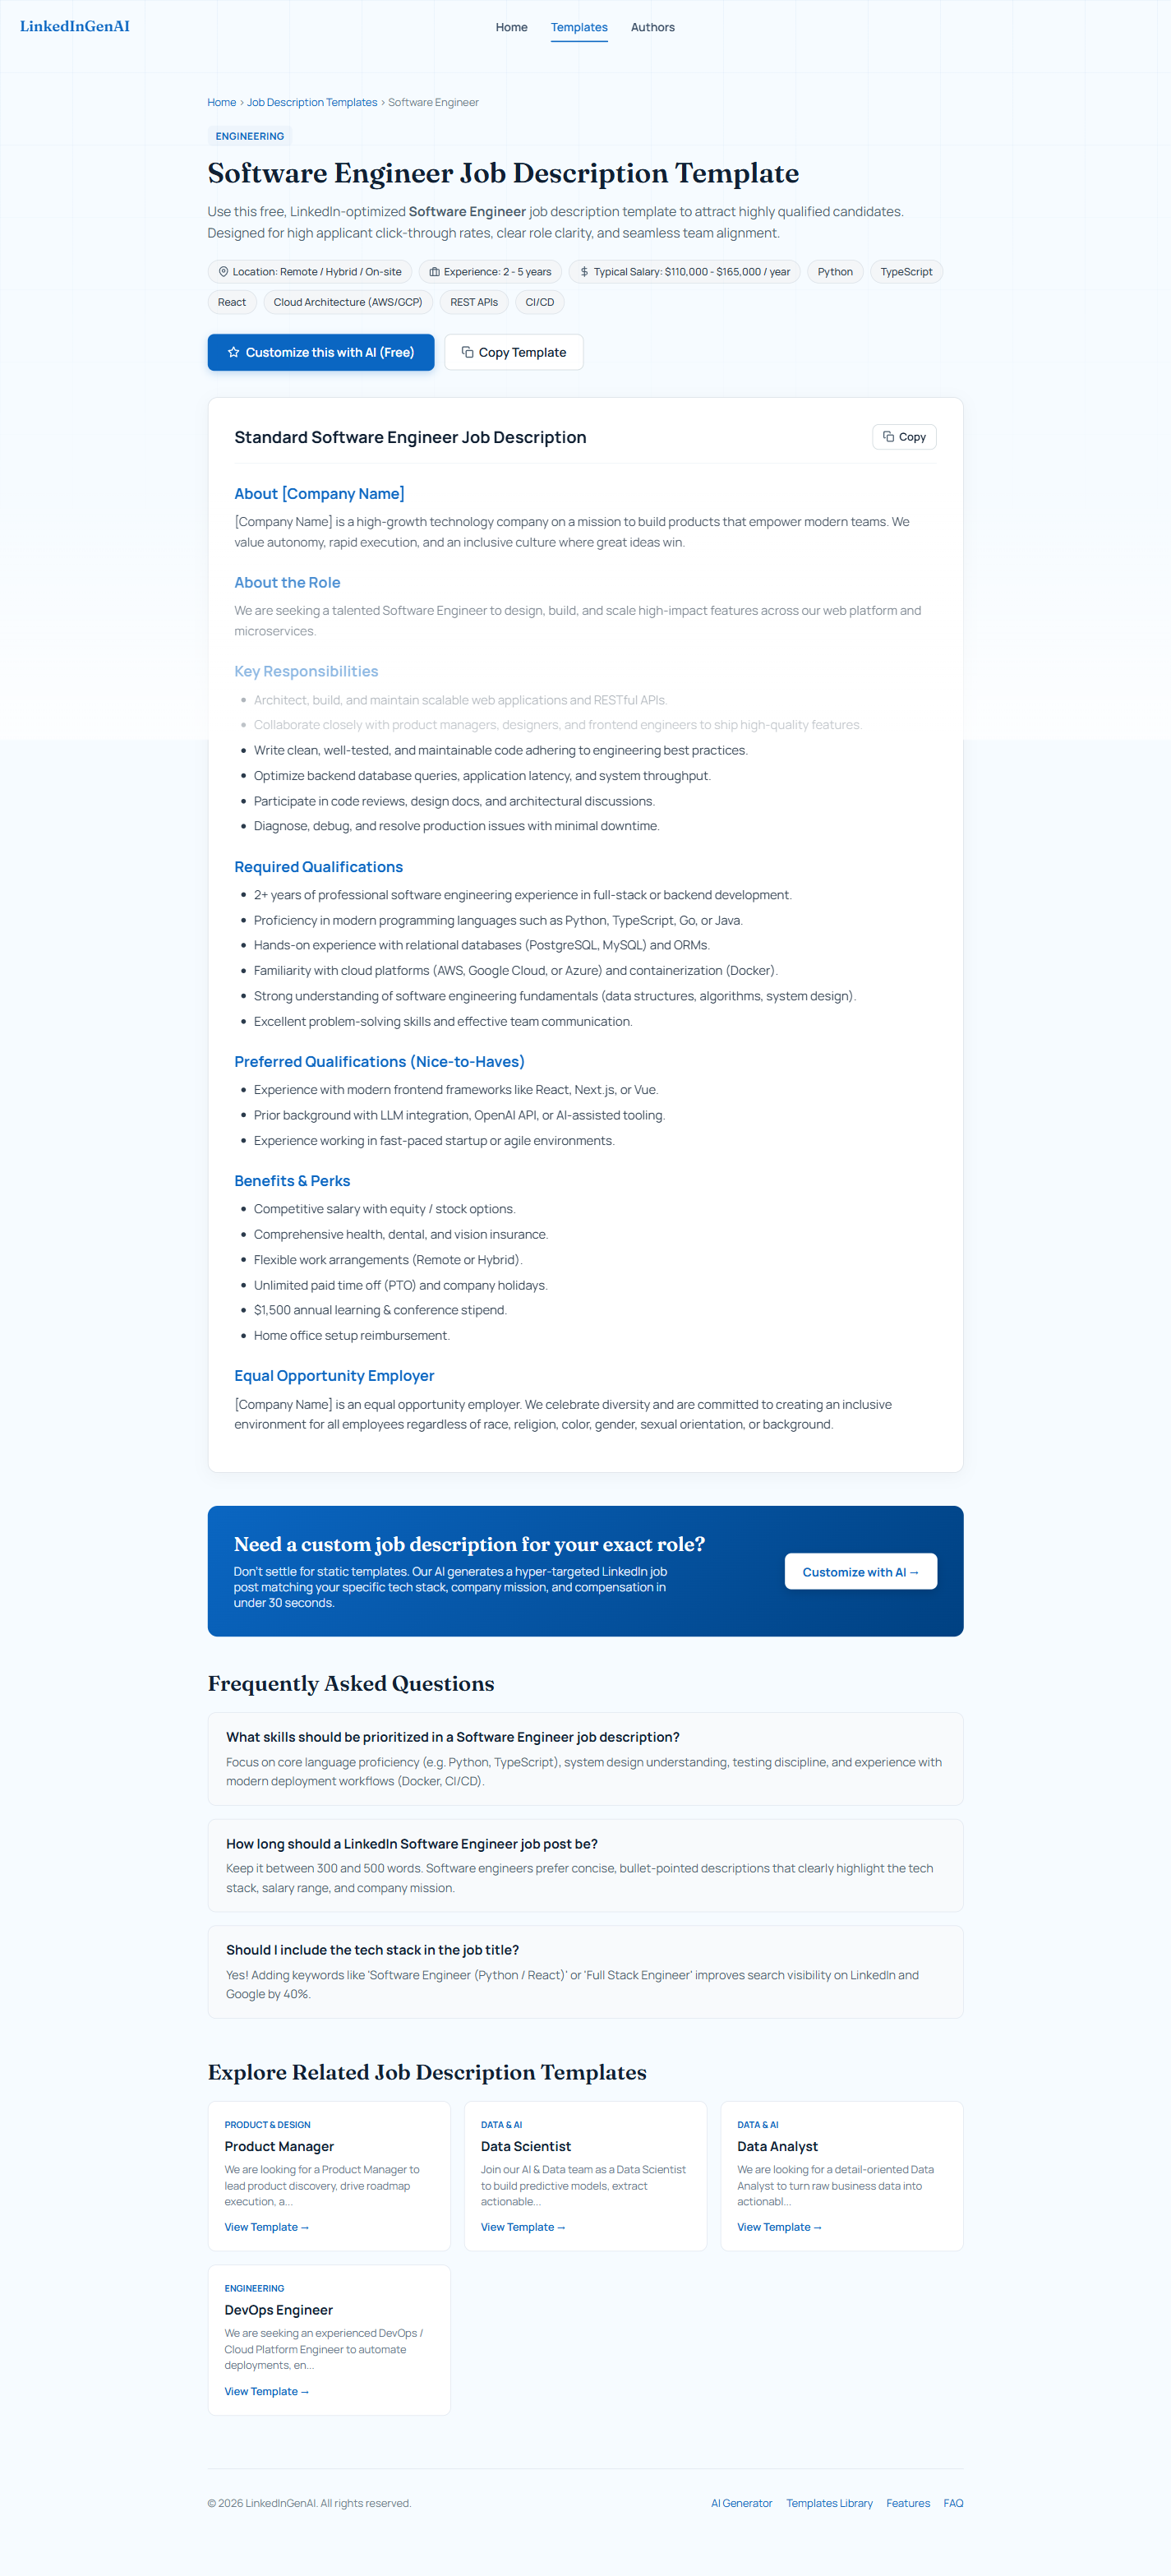 LinkedInGenAI
Home
Templates
Authors
Home › Job Description Templates › Software Engineer
ENGINEERING
Software Engineer Job Description Template
Use this free, LinkedIn-optimized Software Engineer job description template to attract highly qualified candidates.
Designed for high applicant click-through rates, clear role clarity, and seamless team alignment.
Location: Remote / Hybrid / On-site
Experience: 2 - 5 years
Typical Salary: $110,000 - $165,000 / year
Python
TypeScript
React
Cloud Architecture (AWS/GCP)
REST APIs
CI/CD
Customize this with AI (Free)
Copy Template
Standard Software Engineer Job Description
Copy
About [Company Name]
[Company Name] is a high-growth technology company on a mission to build products that empower modern teams. We
value autonomy, rapid execution, and an inclusive culture where great ideas win.
About the Role
We are seeking a talented Software Engineer to design, build, and scale high-impact features across our web platform and
microservices.
Key Responsibilities
• Architect, build, and maintain scalable web applications and RESTful APIs.
• Collaborate closely with product managers, designers, and frontend engineers to ship high-quality features.
• Write clean, well-tested, and maintainable code adhering to engineering best practices.
• Optimize backend database queries, application latency, and system throughput.
• Participate in code reviews, design docs, and architectural discussions.
• Diagnose, debug, and resolve production issues with minimal downtime.
Required Qualifications
• 2+ years of professional software engineering experience in full-stack or backend development.
• Proficiency in modern programming languages such as Python, TypeScript, Go, or Java.
• Hands-on experience with relational databases (PostgreSQL, MySQL) and ORMs.
• Familiarity with cloud platforms (AWS, Google Cloud, or Azure) and containerization (Docker).
• Strong understanding of software engineering fundamentals (data structures, algorithms, system design).
• Excellent problem-solving skills and effective team communication.
Preferred Qualifications (Nice-to-Haves)
• Experience with modern frontend frameworks like React, Next.js, or Vue.
• Prior background with LLM integration, OpenAI API, or AI-assisted tooling.
• Experience working in fast-paced startup or agile environments.
Benefits & Perks
• Competitive salary with equity / stock options.
• Comprehensive health, dental, and vision insurance.
• Flexible work arrangements (Remote or Hybrid).
• Unlimited paid time off (PTO) and company holidays.
• $1,500 annual learning & conference stipend.
• Home office setup reimbursement.
Equal Opportunity Employer
[Company Name] is an equal opportunity employer. We celebrate diversity and are committed to creating an inclusive
environment for all employees regardless of race, religion, color, gender, sexual orientation, or background.
Need a custom job description for your exact role?
Don't settle for static templates. Our AI generates a hyper-targeted LinkedIn job
post matching your specific tech stack, company mission, and compensation in
under 30 seconds.
Customize with AI →
Frequently Asked Questions
What skills should be prioritized in a Software Engineer job description?
Focus on core language proficiency (e.g. Python, TypeScript), system design understanding, testing discipline, and experience with
modern deployment workflows (Docker, CI/CD).
How long should a LinkedIn Software Engineer job post be?
Keep it between 300 and 500 words. Software engineers prefer concise, bullet-pointed descriptions that clearly highlight the tech
stack, salary range, and company mission.
Should I include the tech stack in the job title?
Yes! Adding keywords like 'Software Engineer (Python / React)' or 'Full Stack Engineer' improves search visibility on LinkedIn and
Google by 40%.
Explore Related Job Description Templates
PRODUCT & DESIGN
Product Manager
We are looking for a Product Manager to
lead product discovery, drive roadmap
execution, a...
View Template →
DATA & AI
Data Scientist
Join our AI & Data team as a Data Scientist
to build predictive models, extract
actionable...
View Template →
DATA & AI
Data Analyst
We are looking for a detail-oriented Data
Analyst to turn raw business data into
actionabl...
View Template →
ENGINEERING
DevOps Engineer
We are seeking an experienced DevOps /
Cloud Platform Engineer to automate
deployments, en...
View Template →
© 2026 LinkedInGenAI. All rights reserved.
AI Generator
Templates Library
Features
FAQ